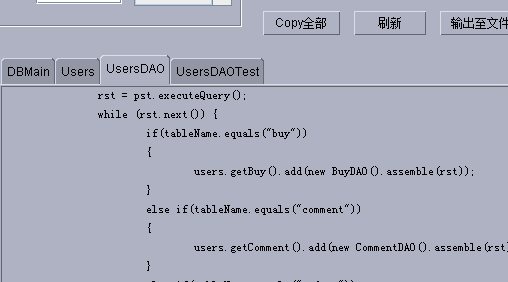 Copy全部 刷新 输出至文件
DBMain Users UsersDAO UsersDAOTest
rst = pst.executeQuery();
while (rst.next()) {
if(tableName.equals("buy"))
{
users.getBuy().add(new BuyDAO().assemble(rst));
}
else if(tableName.equals("comment"))
{
users.getComment().add(new CommentDAO().assemble(rst)
}